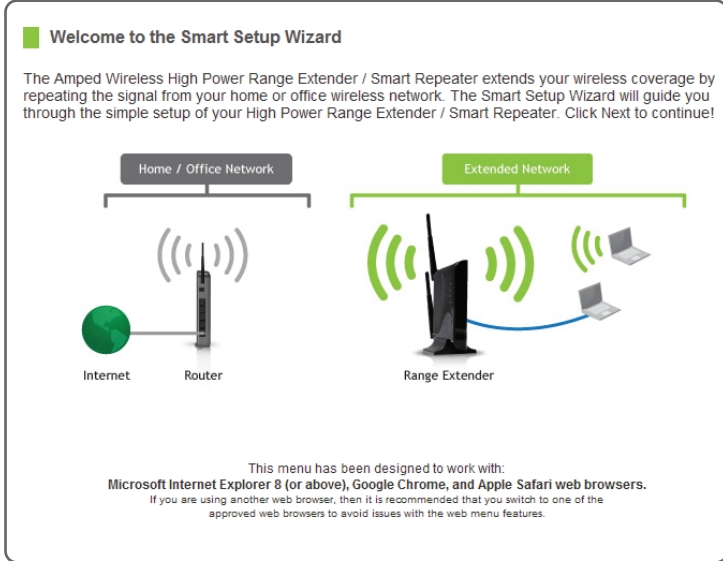 Welcome to the Smart Setup Wizard
The Amped Wireless High Power Range Extender / Smart Repeater extends your wireless coverage by
repeating the signal from your home or office wireless network. The Smart Setup Wizard will guide you
through the simple setup of your High Power Range Extender / Smart Repeater. Click Next to continue!
Home / Office Network
Extended Network
Internet
Router
Range Extender
This menu has been designed to work with:
Microsoft Internet Explorer 8 (or above), Google Chrome, and Apple Safari web browsers.
If you are using another web browser, then it is recommended that you switch to one of the
approved web browsers to avoid issues with the web menu features.